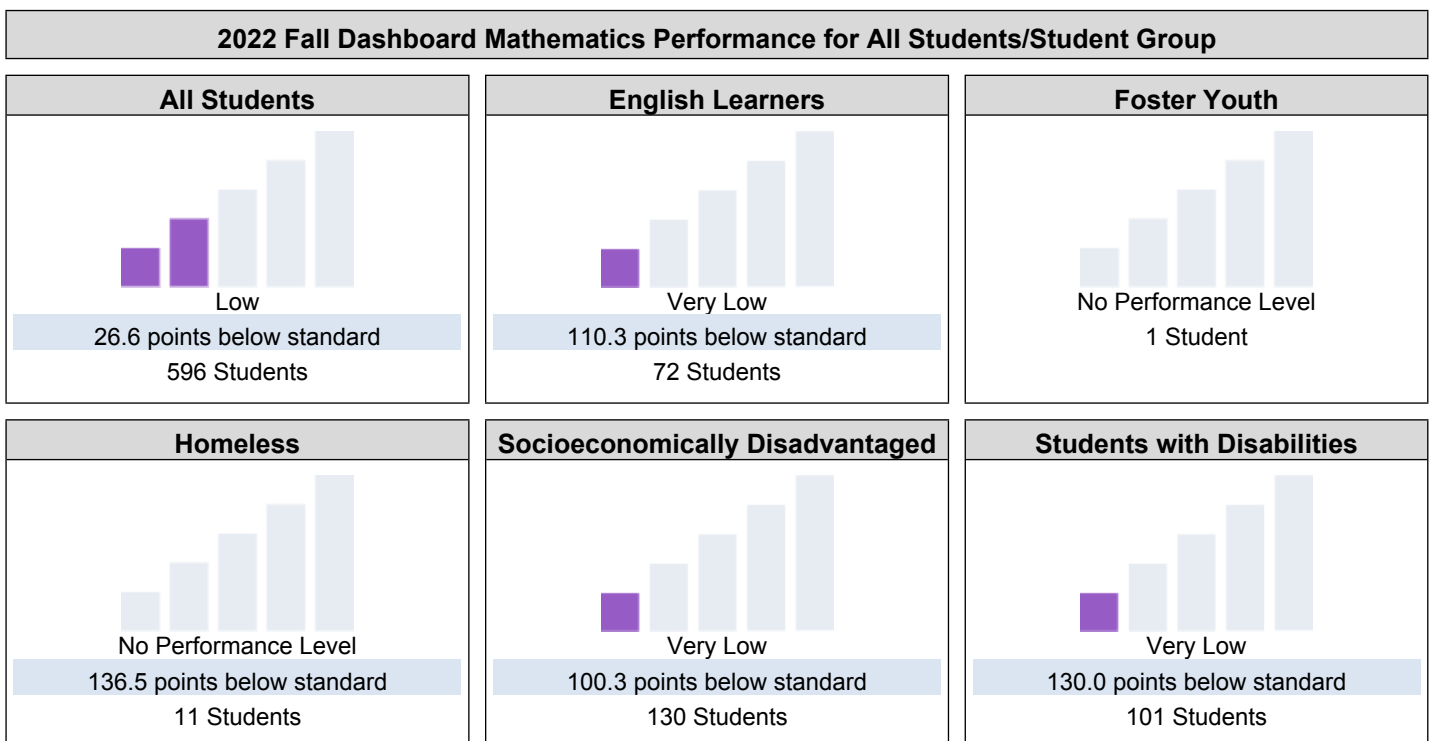 2022 Fall Dashboard Mathematics Performance for All Students/Student Group
All Students
Low
26.6 points below standard
596 Students
English Learners
Very Low
110.3 points below standard
72 Students
Foster Youth
No Performance Level
1 Student
Homeless
No Performance Level
136.5 points below standard
11 Students
Socioeconomically Disadvantaged
Very Low
100.3 points below standard
130 Students
Students with Disabilities
Very Low
130.0 points below standard
101 Students